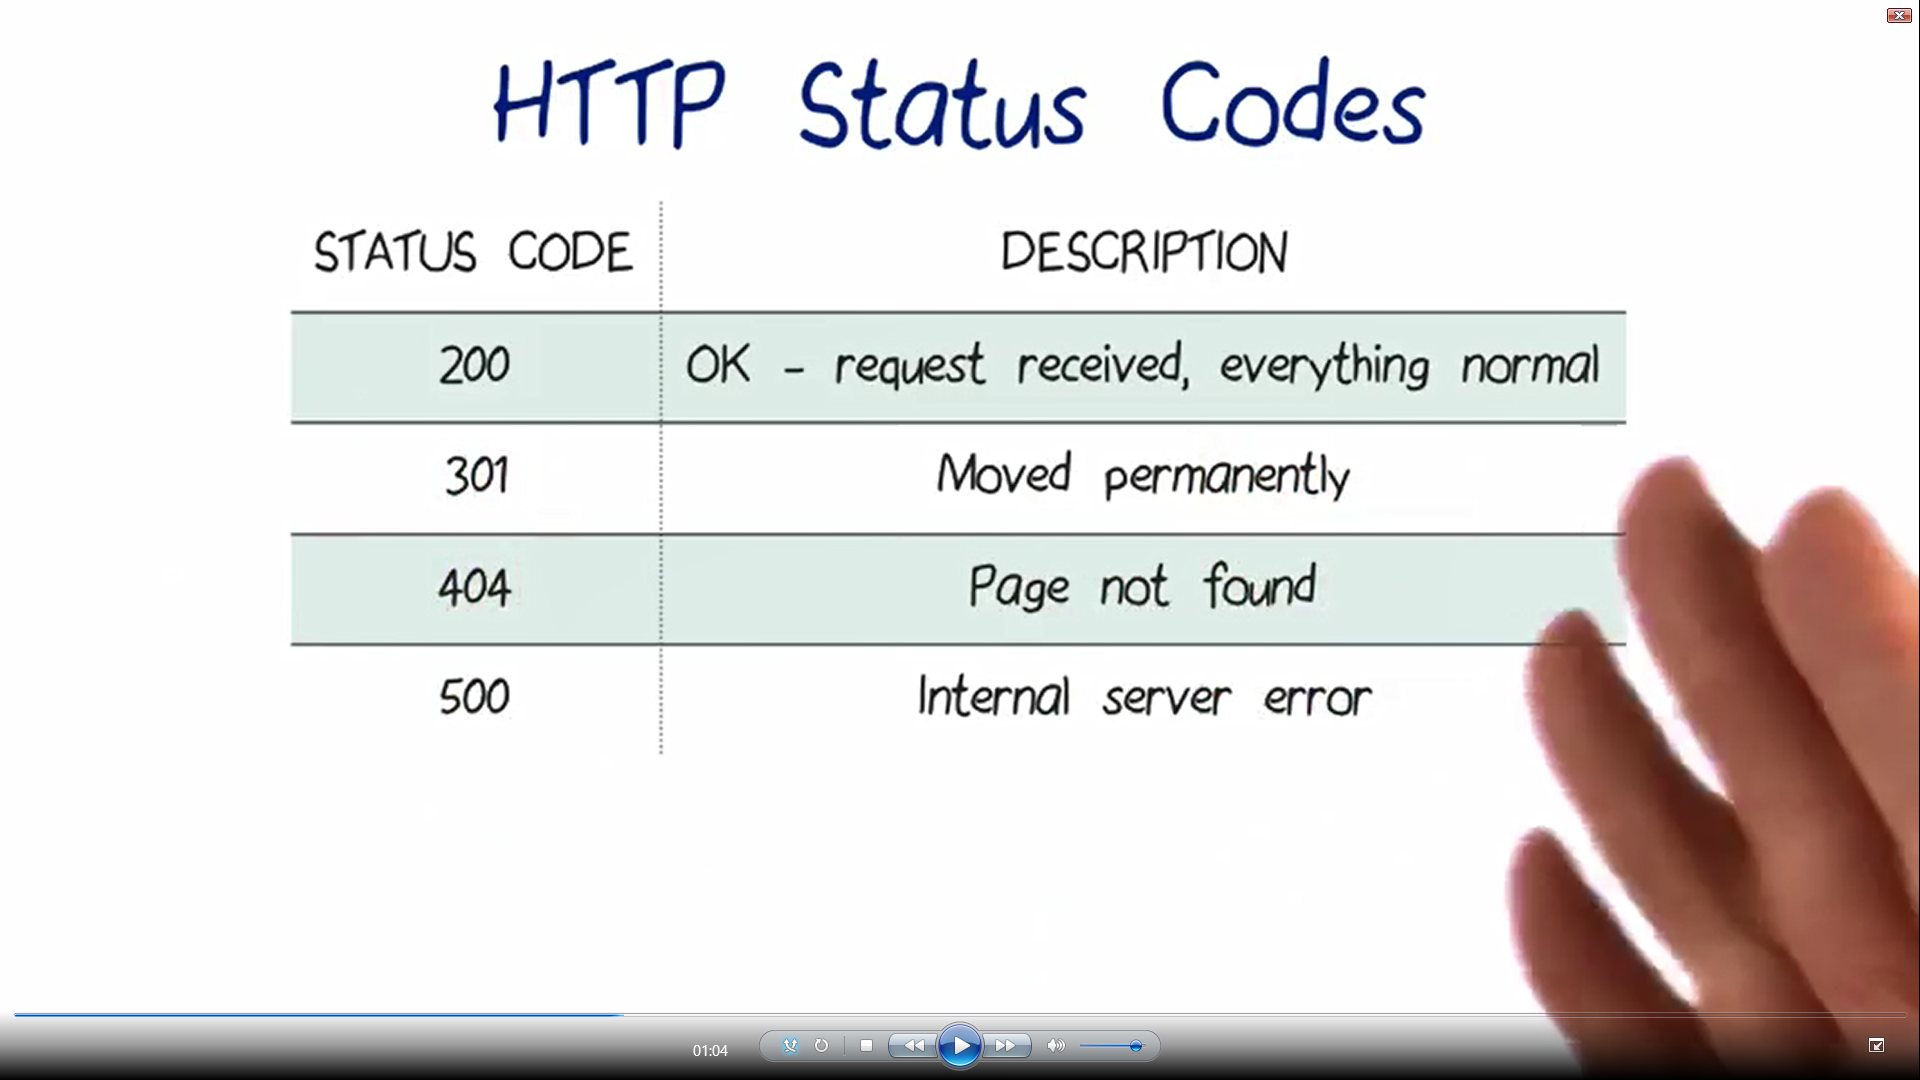 HTTP Status Codes
STATUS CODE DESCRIPTION
200 OK - request received, everything normal
301 Moved permanently
404 Page not found
500 Internal server error
01:04